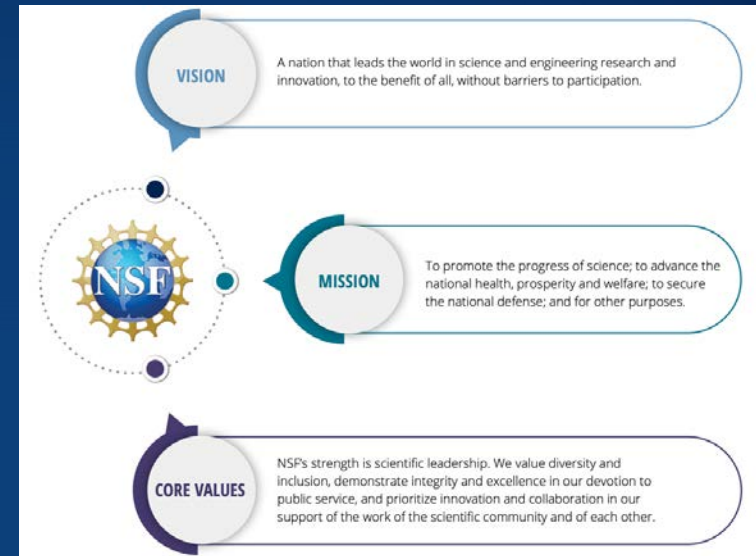 VISION
A nation that leads the world in science and engineering research and
innovation, to the benefit of all, without barriers to participation.
NSF
MISSION
To promote the progress of science; to advance the
national health, prosperity and welfare; to secure
the national defense; and for other purposes.
CORE VALUES
NSF's strength is scientific leadership. We value diversity and
inclusion, demonstrate integrity and excellence in our devotion to
public service, and prioritize innovation and collaboration in our
support of the work of the scientific community and of each other.